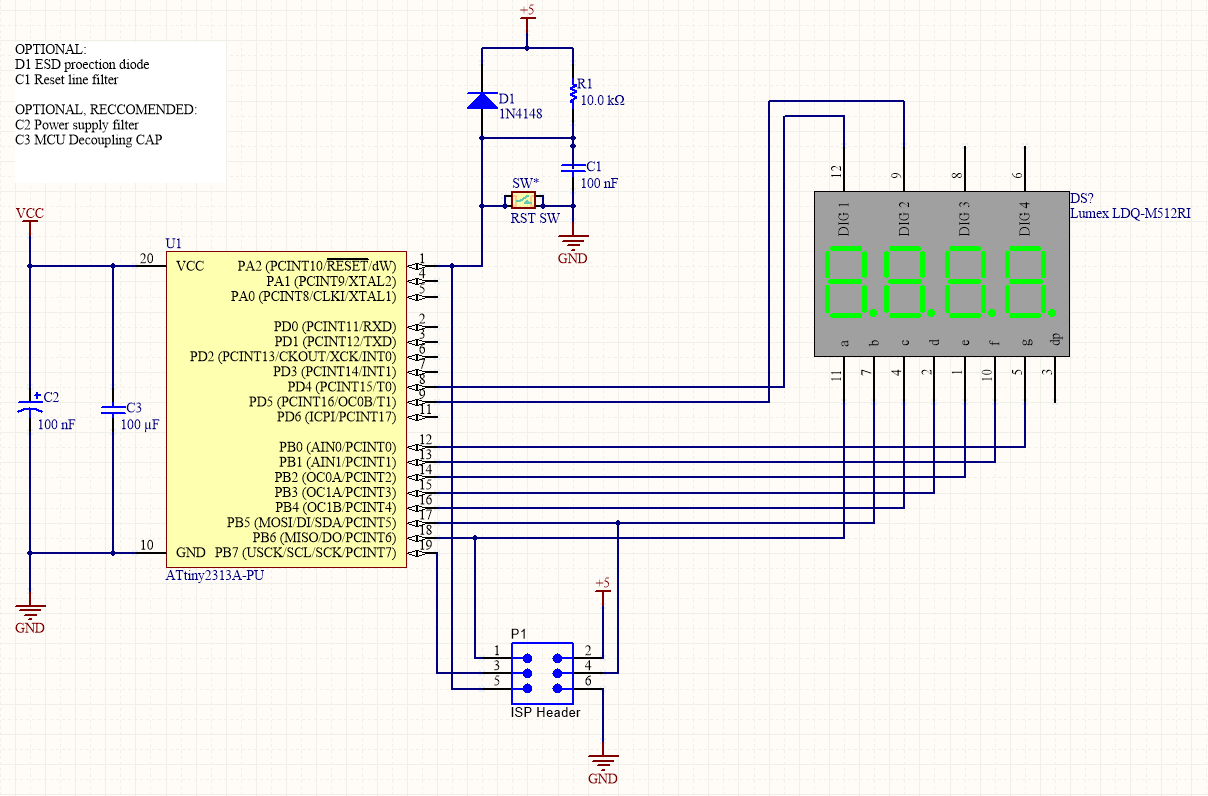 OPTIONAL:
D1 ESD proection diode
C1 Reset line filter
OPTIONAL, RECCOMENDED:
C2 Power supply filter
C3 MCU Decoupling CAP
+5
D1
1N4148
R1
10.0 kΩ
C1
100 nF
SW*
RST SW
GND
VCC
C2
100 nF
C3
100 µF
GND
U1
20 VCC
10 GND
PA2 (PCINT10/RESET/dW) 1
PA1 (PCINT9/XTAL2) 4
PA0 (PCINT8/CLKI/XTAL1) 5
PD0 (PCINT11/RXD) 2
PD1 (PCINT12/TXD) 3
PD2 (PCINT13/CKOUT/XCK/INT0) 6
PD3 (PCINT14/INT1) 7
PD4 (PCINT15/T0) 8
PD5 (PCINT16/OC0B/T1) 9
PD6 (ICPI/PCINT17) 11
PB0 (AIN0/PCINT0) 12
PB1 (AIN1/PCINT1) 13
PB2 (OC0A/PCINT2) 14
PB3 (OC1A/PCINT3) 15
PB4 (OC1B/PCINT4) 16
PB5 (MOSI/DI/SDA/PCINT5) 17
PB6 (MISO/DO/PCINT6) 18
PB7 (USCK/SCL/SCK/PCINT7) 19
ATtiny2313A-PU
DS?
Lumex LDQ-M512RI
12 9 8 6
DIG 1 DIG 2 DIG 3 DIG 4
8.8.8.8.
a b c d e f g dp
11 7 4 2 1 10 5 3
+5
P1
1 2
3 4
5 6
ISP Header
GND